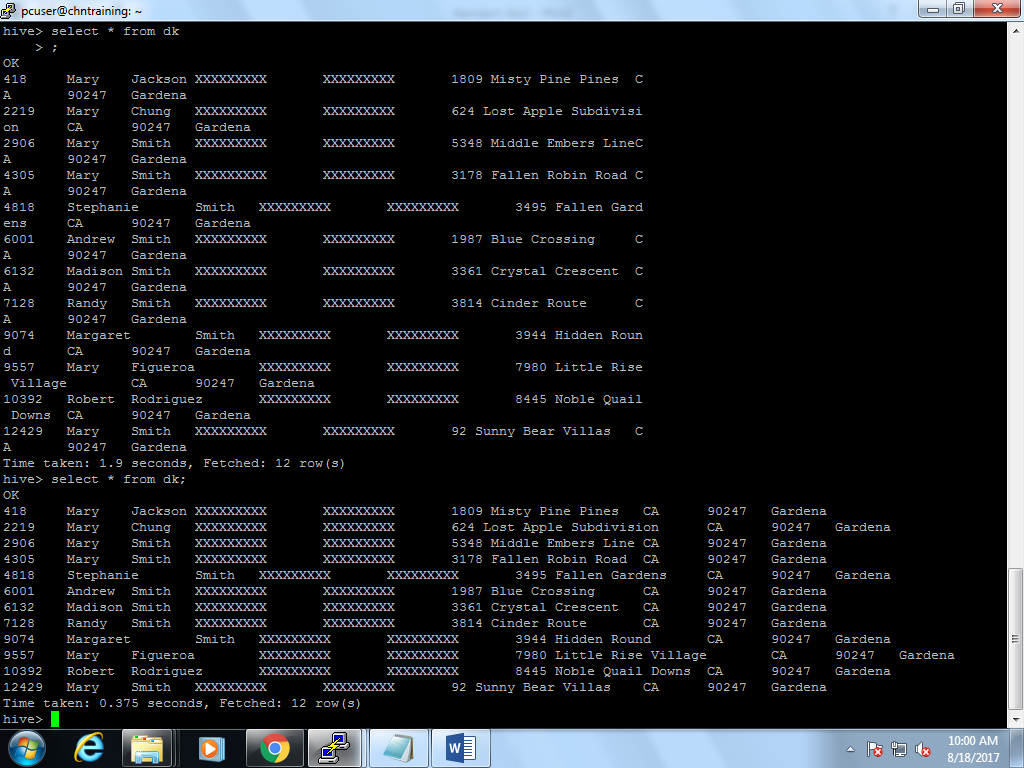 pcuser@chntraining: ~
hive> select * from dk
    > ;
OK
418     Mary    Jackson XXXXXXXXX       XXXXXXXXX       1809 Misty Pine Pines  C
A       90247   Gardena
2219    Mary    Chung   XXXXXXXXX       XXXXXXXXX       624 Lost Apple Subdivisi
on      CA      90247   Gardena
2906    Mary    Smith   XXXXXXXXX       XXXXXXXXX       5348 Middle Embers LineC
A       90247   Gardena
4305    Mary    Smith   XXXXXXXXX       XXXXXXXXX       3178 Fallen Robin Road C
A       90247   Gardena
4818    Stephanie       Smith   XXXXXXXXX       XXXXXXXXX       3495 Fallen Gard
ens     CA      90247   Gardena
6001    Andrew  Smith   XXXXXXXXX       XXXXXXXXX       1987 Blue Crossing     C
A       90247   Gardena
6132    Madison Smith   XXXXXXXXX       XXXXXXXXX       3361 Crystal Crescent  C
A       90247   Gardena
7128    Randy   Smith   XXXXXXXXX       XXXXXXXXX       3814 Cinder Route      C
A       90247   Gardena
9074    Margaret        Smith   XXXXXXXXX       XXXXXXXXX       3944 Hidden Roun
d       CA      90247   Gardena
9557    Mary    Figueroa        XXXXXXXXX       XXXXXXXXX       7980 Little Rise
 Village        CA      90247   Gardena
10392   Robert  Rodriguez       XXXXXXXXX       XXXXXXXXX       8445 Noble Quail
 Downs  CA      90247   Gardena
12429   Mary    Smith   XXXXXXXXX       XXXXXXXXX       92 Sunny Bear Villas   C
A       90247   Gardena
Time taken: 1.9 seconds, Fetched: 12 row(s)
hive> select * from dk;
OK
418     Mary    Jackson XXXXXXXXX       XXXXXXXXX       1809 Misty Pine Pines   CA      90247   Gardena
2219    Mary    Chung   XXXXXXXXX       XXXXXXXXX       624 Lost Apple Subdivision      CA      90247   Gardena
2906    Mary    Smith   XXXXXXXXX       XXXXXXXXX       5348 Middle Embers Line CA      90247   Gardena
4305    Mary    Smith   XXXXXXXXX       XXXXXXXXX       3178 Fallen Robin Road  CA      90247   Gardena
4818    Stephanie       Smith   XXXXXXXXX       XXXXXXXXX       3495 Fallen Gardens     CA      90247   Gardena
6001    Andrew  Smith   XXXXXXXXX       XXXXXXXXX       1987 Blue Crossing      CA      90247   Gardena
6132    Madison Smith   XXXXXXXXX       XXXXXXXXX       3361 Crystal Crescent   CA      90247   Gardena
7128    Randy   Smith   XXXXXXXXX       XXXXXXXXX       3814 Cinder Route       CA      90247   Gardena
9074    Margaret        Smith   XXXXXXXXX       XXXXXXXXX       3944 Hidden Round       CA      90247   Gardena
9557    Mary    Figueroa        XXXXXXXXX       XXXXXXXXX       7980 Little Rise Village        CA      90247   Gardena
10392   Robert  Rodriguez       XXXXXXXXX       XXXXXXXXX       8445 Noble Quail Downs  CA      90247   Gardena
12429   Mary    Smith   XXXXXXXXX       XXXXXXXXX       92 Sunny Bear Villas    CA      90247   Gardena
Time taken: 0.375 seconds, Fetched: 12 row(s)
hive>
W
10:00 AM
8/18/2017